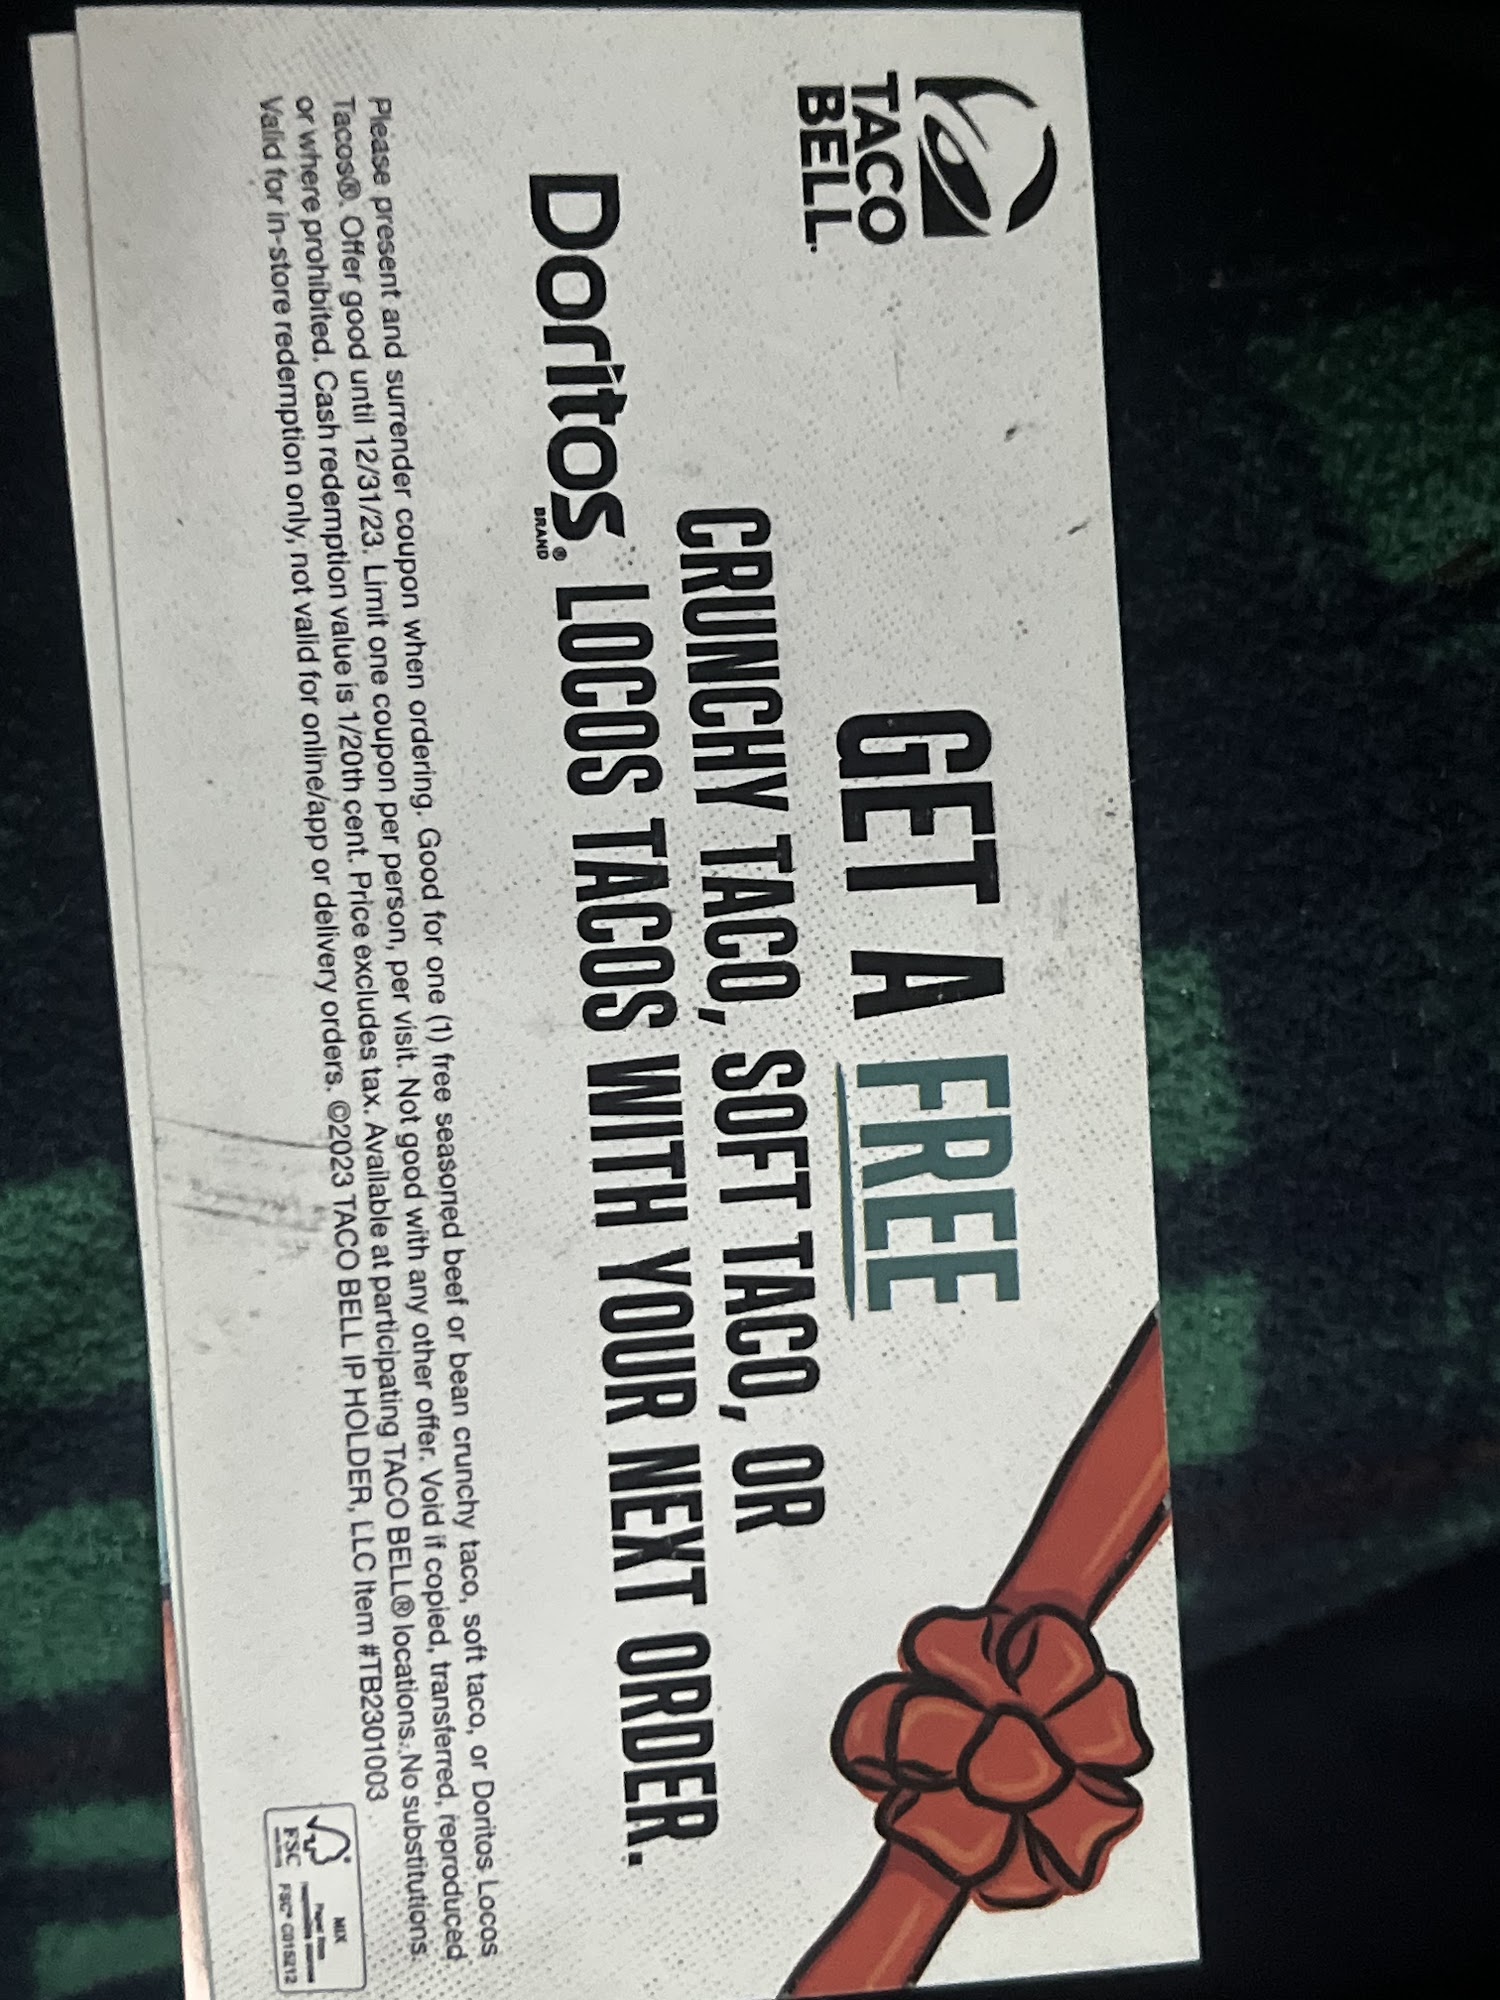 TACO
BELL.
GET A FREE
CRUNCHY TACO, SOFT TACO, OR
Doritos® BRAND LOCOS TACOS WITH YOUR NEXT ORDER.
Please present and surrender coupon when ordering. Good for one (1) free seasoned beef or bean crunchy taco, soft taco, or Doritos Locos
Tacos®. Offer good until 12/31/23. Limit one coupon per person, per visit. Not good with any other offer. Void if copied, transferred, reproduced
or where prohibited. Cash redemption value is 1/20th cent. Price excludes tax. Available at participating TACO BELL® locations. No substitutions.
Valid for in-store redemption only, not valid for online/app or delivery orders. ©2023 TACO BELL IP HOLDER, LLC Item #TB2301003
FSC
MIX
Paper from
FSC® C015212